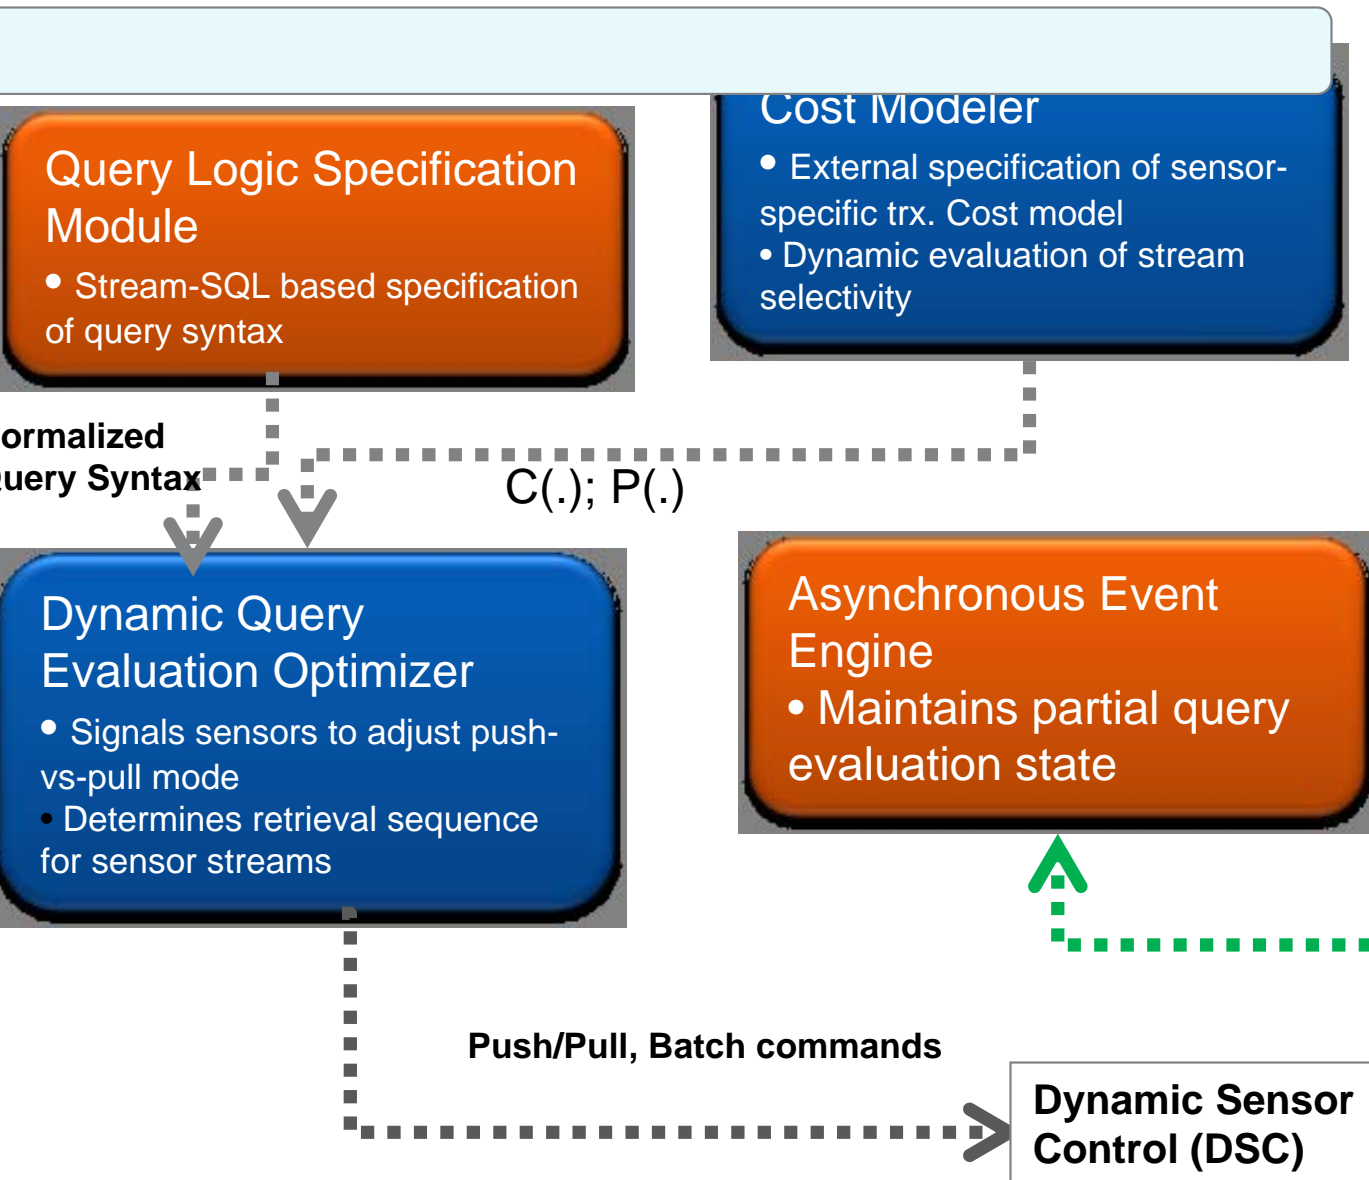 Cost Modeler
• External specification of sensor-
specific trx. Cost model
• Dynamic evaluation of stream
selectivity
Query Logic Specification
Module
• Stream-SQL based specification
of query syntax
ormalized
Query Syntax
C(.); P(.)
Dynamic Query
Evaluation Optimizer
• Signals sensors to adjust push-
vs-pull mode
• Determines retrieval sequence
for sensor streams
Asynchronous Event
Engine
• Maintains partial query
evaluation state
Push/Pull, Batch commands
Dynamic Sensor
Control (DSC)